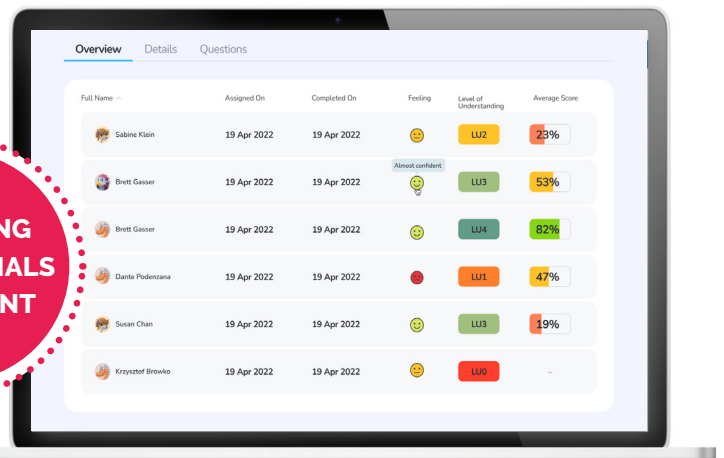 Overview Details Questions
Full Name Assigned On Completed On Feeling Level of Understanding Average Score
Sabine Klein 19 Apr 2022 19 Apr 2022 LU2 23%
Almost confident
Brett Gasser 19 Apr 2022 19 Apr 2022 LU3 53%
Brett Gasser 19 Apr 2022 19 Apr 2022 LU4 82%
NG
IALS
NT
Dante Podenzana 19 Apr 2022 19 Apr 2022 LU1 47%
Susan Chan 19 Apr 2022 19 Apr 2022 LU3 19%
Krzysztof Browko 19 Apr 2022 19 Apr 2022 LU0 –